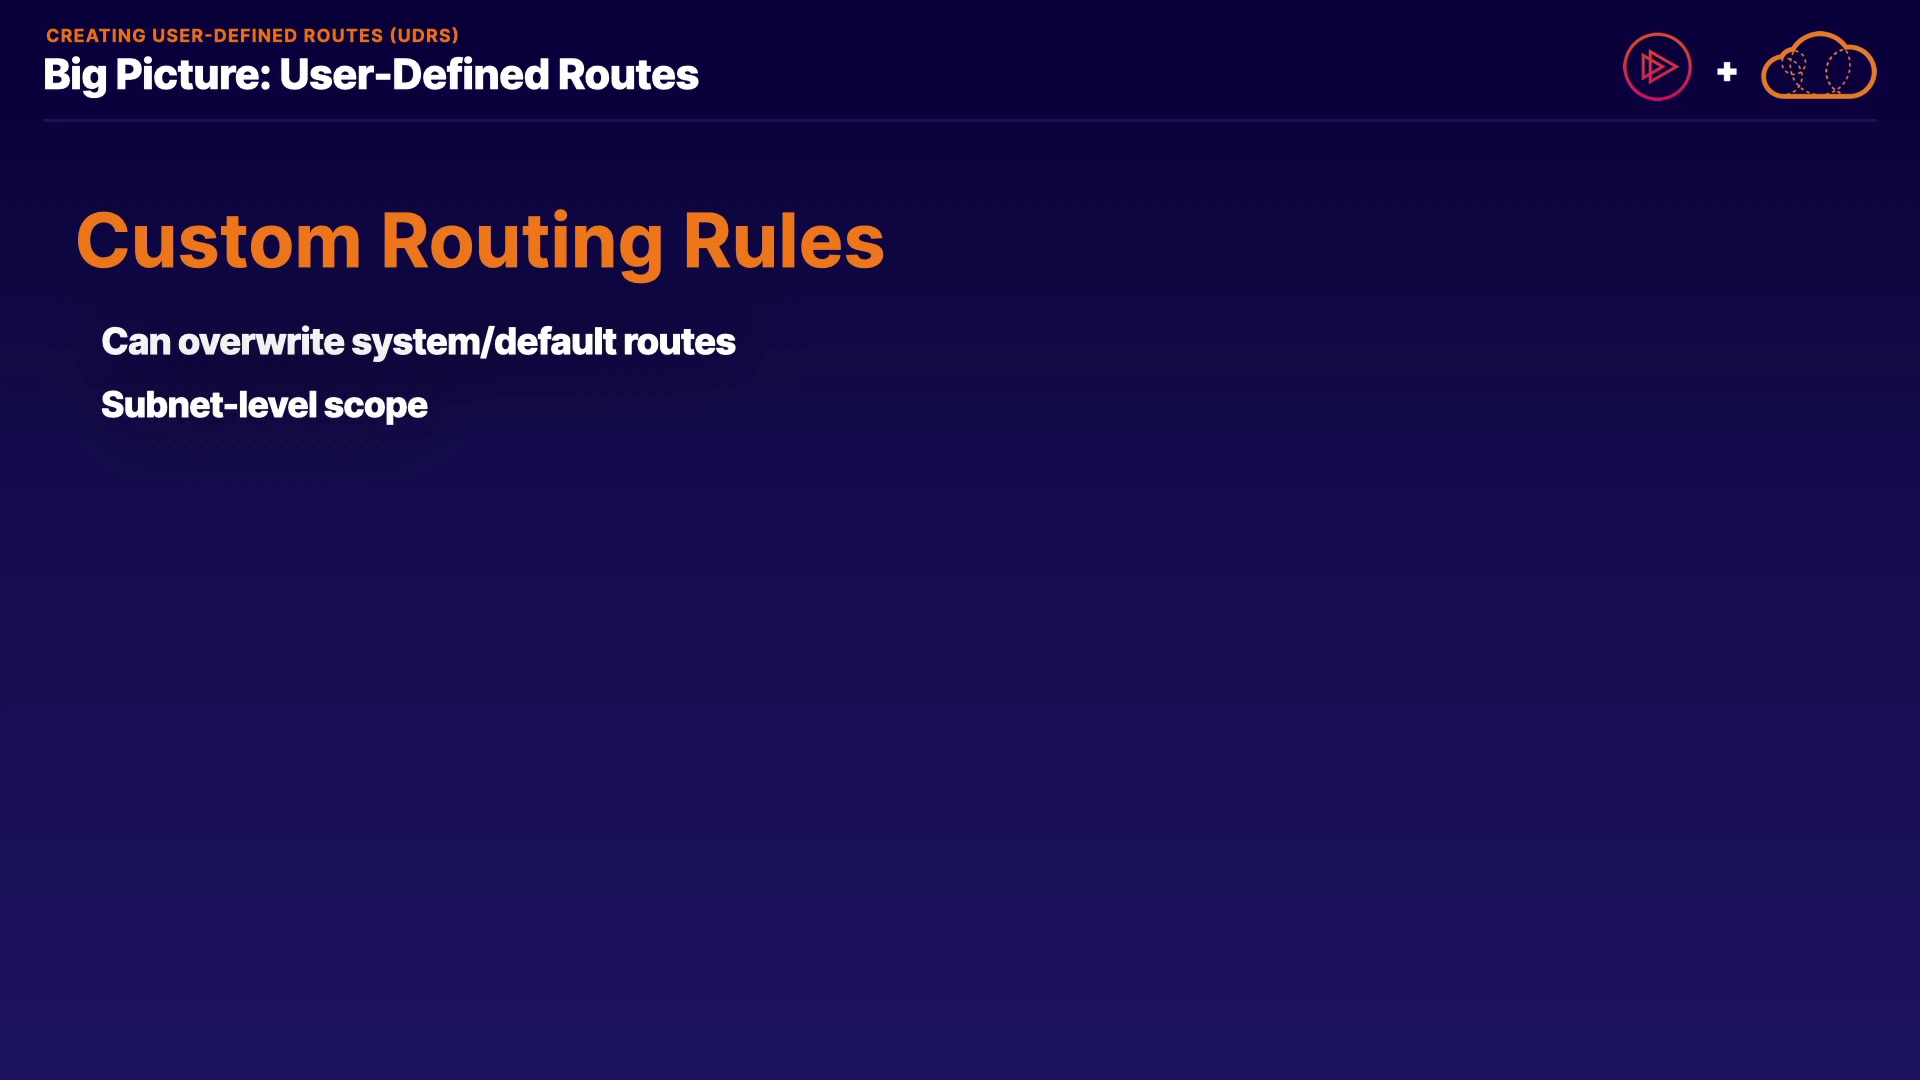 CREATING USER-DEFINED ROUTES (UDRS)
Big Picture: User-Defined Routes
+
Custom Routing Rules
Can overwrite system/default routes
Subnet-level scope